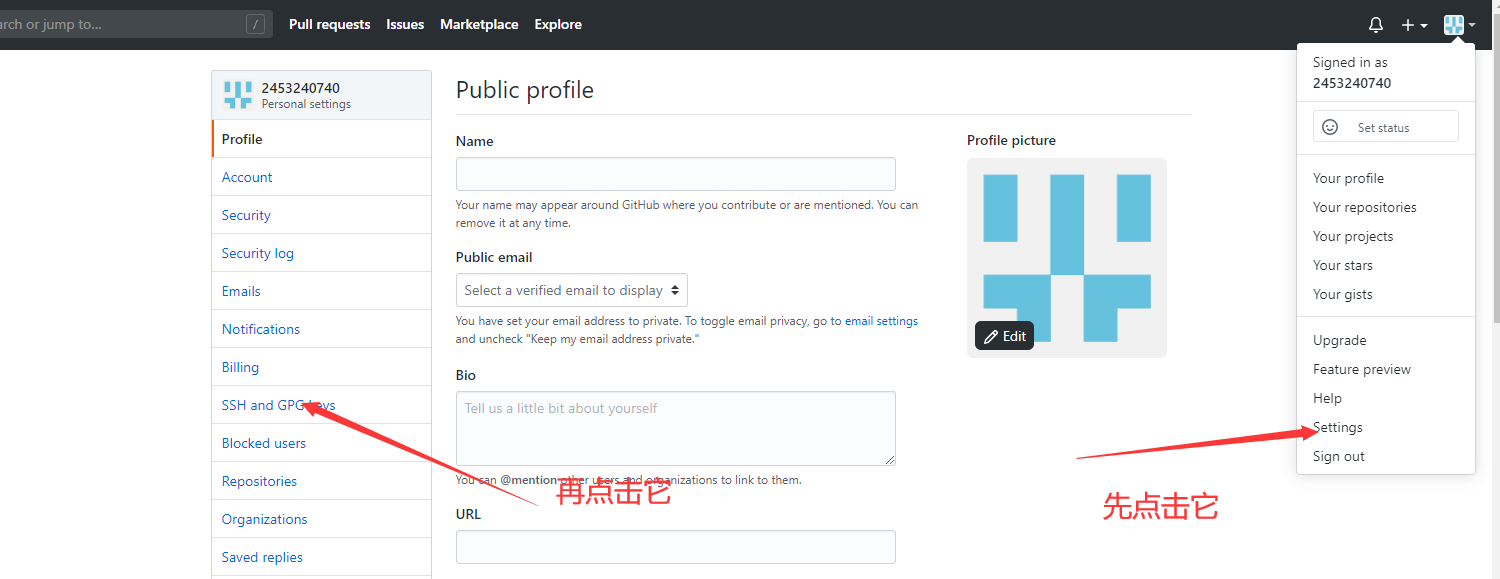 arch or jump to... /
Pull requests Issues Marketplace Explore
2453240740
Personal settings
Profile
Account
Security
Security log
Emails
Notifications
Billing
SSH and GPG keys
Blocked users
Repositories
Organizations
Saved replies
Public profile
Name
Your name may appear around GitHub where you contribute or are mentioned. You can
remove it at any time.
Public email
Select a verified email to display
You have set your email address to private. To toggle email privacy, go to email settings
and uncheck "Keep my email address private."
Bio
Tell us a little bit about yourself
You can @mention other users and organizations to link to them.
再点击它
URL
Profile picture
Edit
Signed in as
2453240740
Set status
Your profile
Your repositories
Your projects
Your stars
Your gists
Upgrade
Feature preview
Help
Settings
Sign out
先点击它